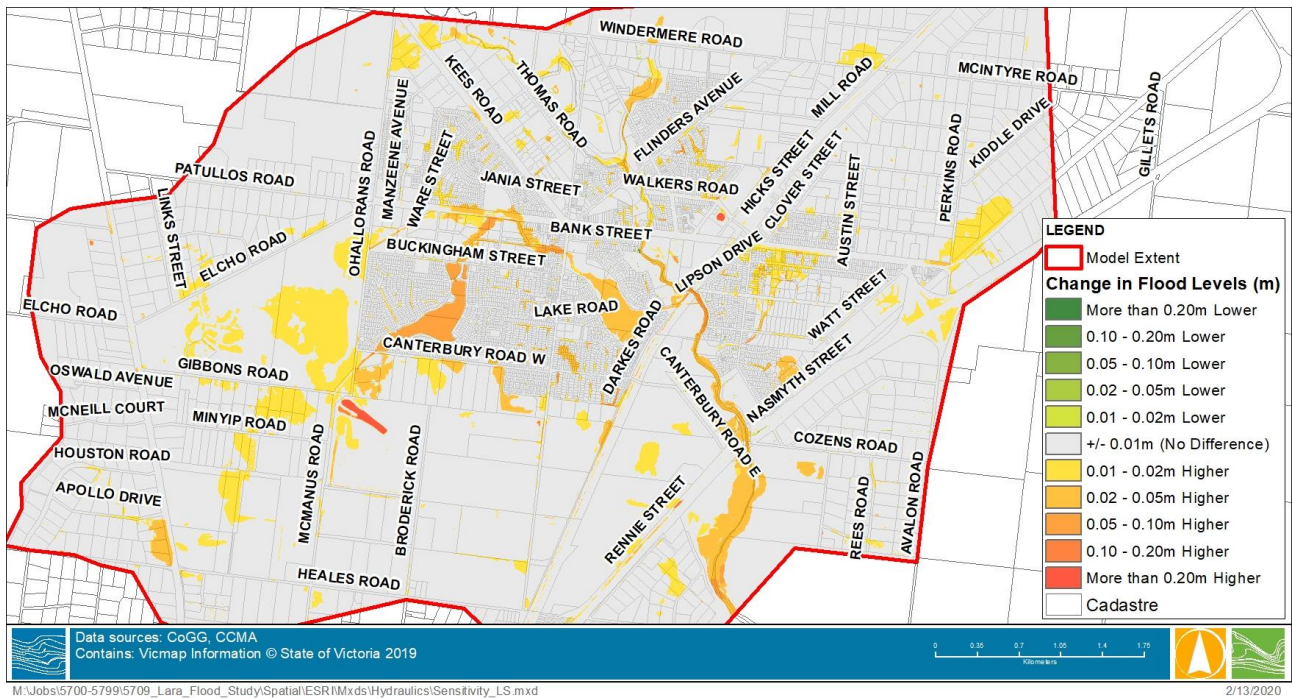 WINDERMERE ROAD
MCINTYRE ROAD
KEES ROAD
THOMAS ROAD
FLINDERS AVENUE
MILL ROAD
GILLETS ROAD
MANZEENE AVENUE
KIDDLE DRIVE
PERKINS ROAD
HICKS STREET
CLOVER STREET
OHALLORANS ROAD
WARE STREET
PATULLOS ROAD
JANIA STREET
WALKERS ROAD
AUSTIN STREET
LINKS STREET
ELCHO ROAD
BUCKINGHAM STREET
BANK STREET
LIPSON DRIVE
ELCHO ROAD
LAKE ROAD
DARKES ROAD
WATT STREET
CANTERBURY ROAD W
NASMYTH STREET
GIBBONS ROAD
OSWALD AVENUE
MCNEILL COURT
MINYIP ROAD
CANTERBURY ROAD E
COZENS ROAD
HOUSTON ROAD
APOLLO DRIVE
MCMANUS ROAD
BRODERICK ROAD
RENNIE STREET
REES ROAD
AVALON ROAD
HEALES ROAD
LEGEND
Model Extent
Change in Flood Levels (m)
More than 0.20m Lower
0.10 - 0.20m Lower
0.05 - 0.10m Lower
0.02 - 0.05m Lower
0.01 - 0.02m Lower
+/- 0.01m (No Difference)
0.01 - 0.02m Higher
0.02 - 0.05m Higher
0.05 - 0.10m Higher
0.10 - 0.20m Higher
More than 0.20m Higher
Cadastre
Data sources: CoGG, CCMA
Contains: Vicmap Information © State of Victoria 2019
0 0.35 0.7 1.05 1.4 1.75
Kilometers
M:\Jobs\5700-5799\5709_Lara_Flood_Study\Spatial\ESRI\Mxds\Hydraulics\Sensitivity_LS.mxd
2/13/2020